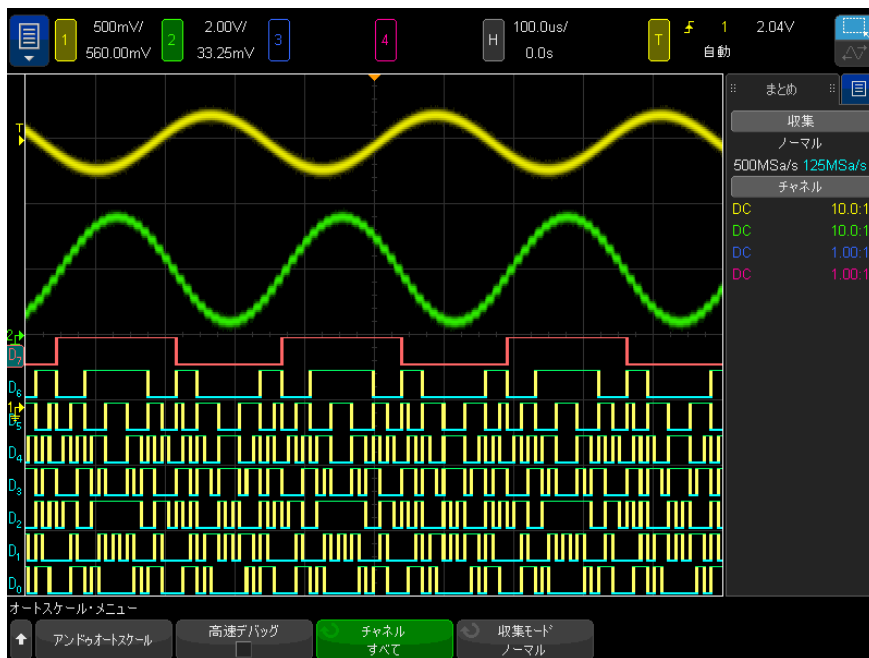 1 500mV/ 2 2.00V/ 3 4 H 100.0us/ T 1 2.04V
560.00mV 33.25mV 0.0s 自動
まとめ
収集
ノーマル
500MSa/s 125MSa/s
チャネル
DC 10.0:1
DC 10.0:1
DC 1.00:1
DC 1.00:1
T
2
D7
D6
1
D5
D4
D3
D2
D1
D0
オートスケール・メニュー
アンドゥオートスケール 高速デバッグ チャネル 収集モード
すべて ノーマル